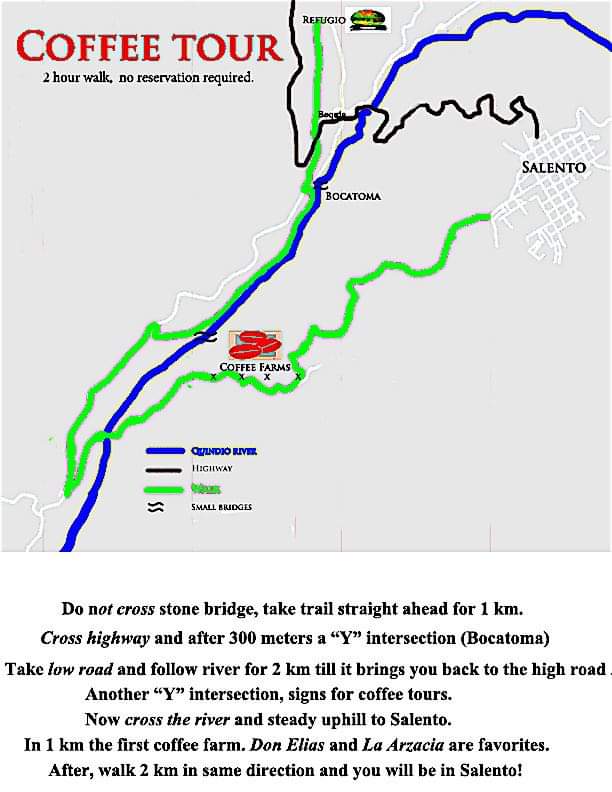 REFUGIO
COFFEE TOUR
2 hour walk, no reservation required.
SALENTO
BOCATOMA
COFFEE FARMS
x x x x
QUINDIO RIVER
HIGHWAY
SMALL BRIDGES
Do not cross stone bridge, take trail straight ahead for 1 km.
Cross highway and after 300 meters a “Y” intersection (Bocatoma)
Take low road and follow river for 2 km till it brings you back to the high road .
Another “Y” intersection, signs for coffee tours.
Now cross the river and steady uphill to Salento.
In 1 km the first coffee farm. Don Elias and La Arzacia are favorites.
After, walk 2 km in same direction and you will be in Salento!